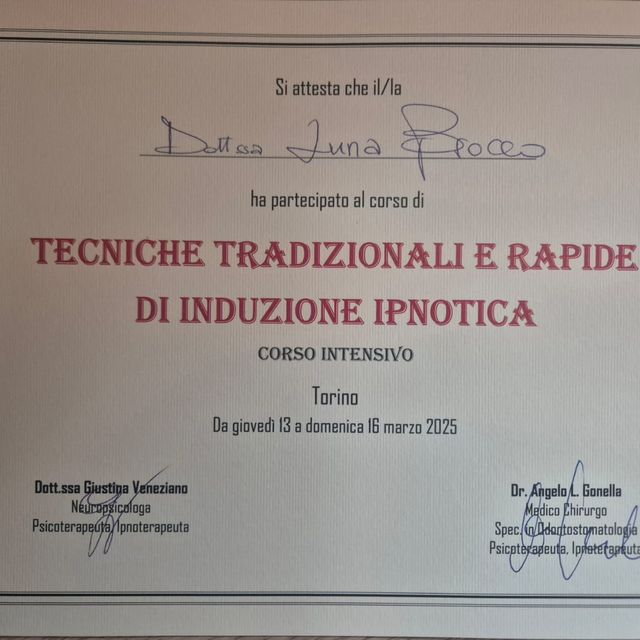 Si attesta che il/la
Dott.ssa Luna
ha partecipato al corso di
TECNICHE TRADIZIONALI E RAPIDE
DI INDUZIONE IPNOTICA
CORSO INTENSIVO
Torino
Da giovedì 13 a domenica 16 marzo 2025
Dott.ssa Giustina Veneziano
Neuropsicologa
Psicoterapeuta, Ipnoterapeuta
Dr. Angelo L. Gonella
Medico Chirurgo
Spec. in Odontostomatologia
Psicoterapeuta, Ipnoterapeuta